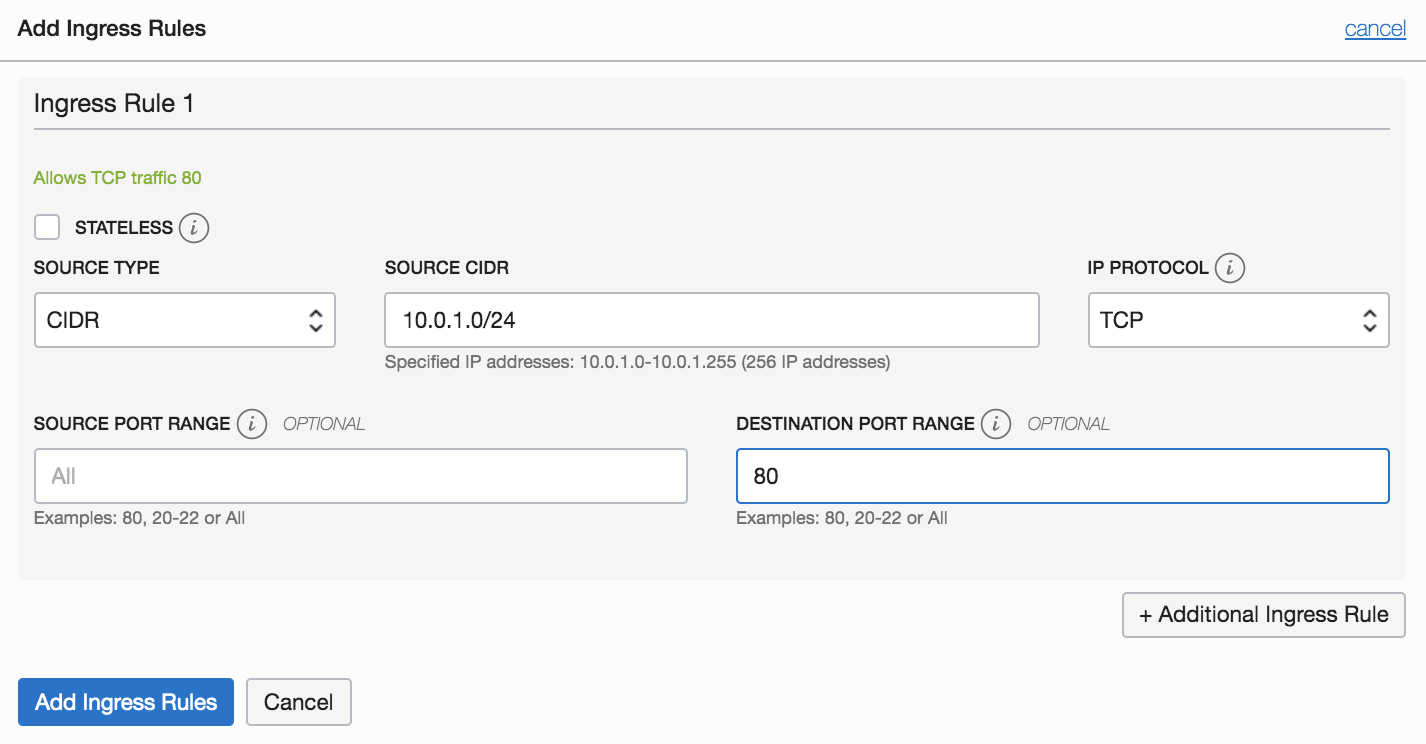 Add Ingress Rules cancel
Ingress Rule 1
Allows TCP traffic 80
STATELESS i
SOURCE TYPE SOURCE CIDR IP PROTOCOL i
CIDR 10.0.1.0/24 TCP
Specified IP addresses: 10.0.1.0-10.0.1.255 (256 IP addresses)
SOURCE PORT RANGE i OPTIONAL DESTINATION PORT RANGE i OPTIONAL
All 80
Examples: 80, 20-22 or All Examples: 80, 20-22 or All
+ Additional Ingress Rule
Add Ingress Rules Cancel